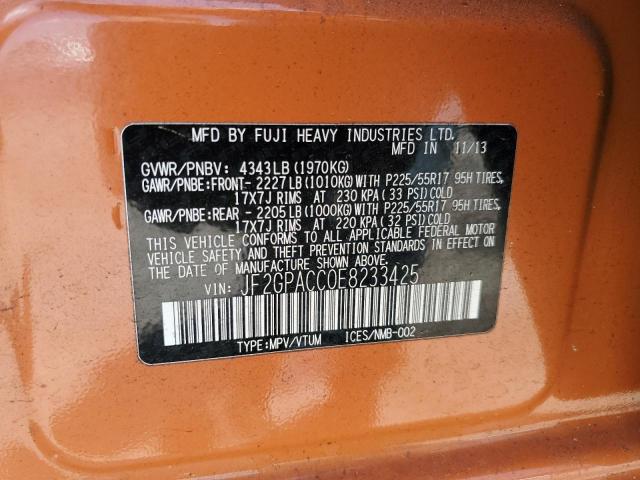 MFD BY FUJI HEAVY INDUSTRIES LTD.
MFD. IN 11/13
GVWR/PNBV: 4343LB(1970KG)
GAWR/PNBE:FRONT- 2227LB(1010KG)WITH P225/55R17 95H TIRES,
17X7J RIMS AT 230 KPA( 33 PSI)COLD
GAWR/PNBE:REAR - 2205LB(1000KG)WITH P225/55R17 95H TIRES,
17X7J RIMS AT 220 KPA( 32 PSI)COLD
THIS VEHICLE CONFORMS TO ALL APPLICABLE FEDERAL MOTOR
VEHICLE SAFETY AND THEFT PREVENTION STANDARDS IN EFFECT ON
THE DATE OF MANUFACTURE SHOWN ABOVE.
VIN: JF2GPACC0E8233425
TYPE:MPV/VTUM ICES/NMB-002